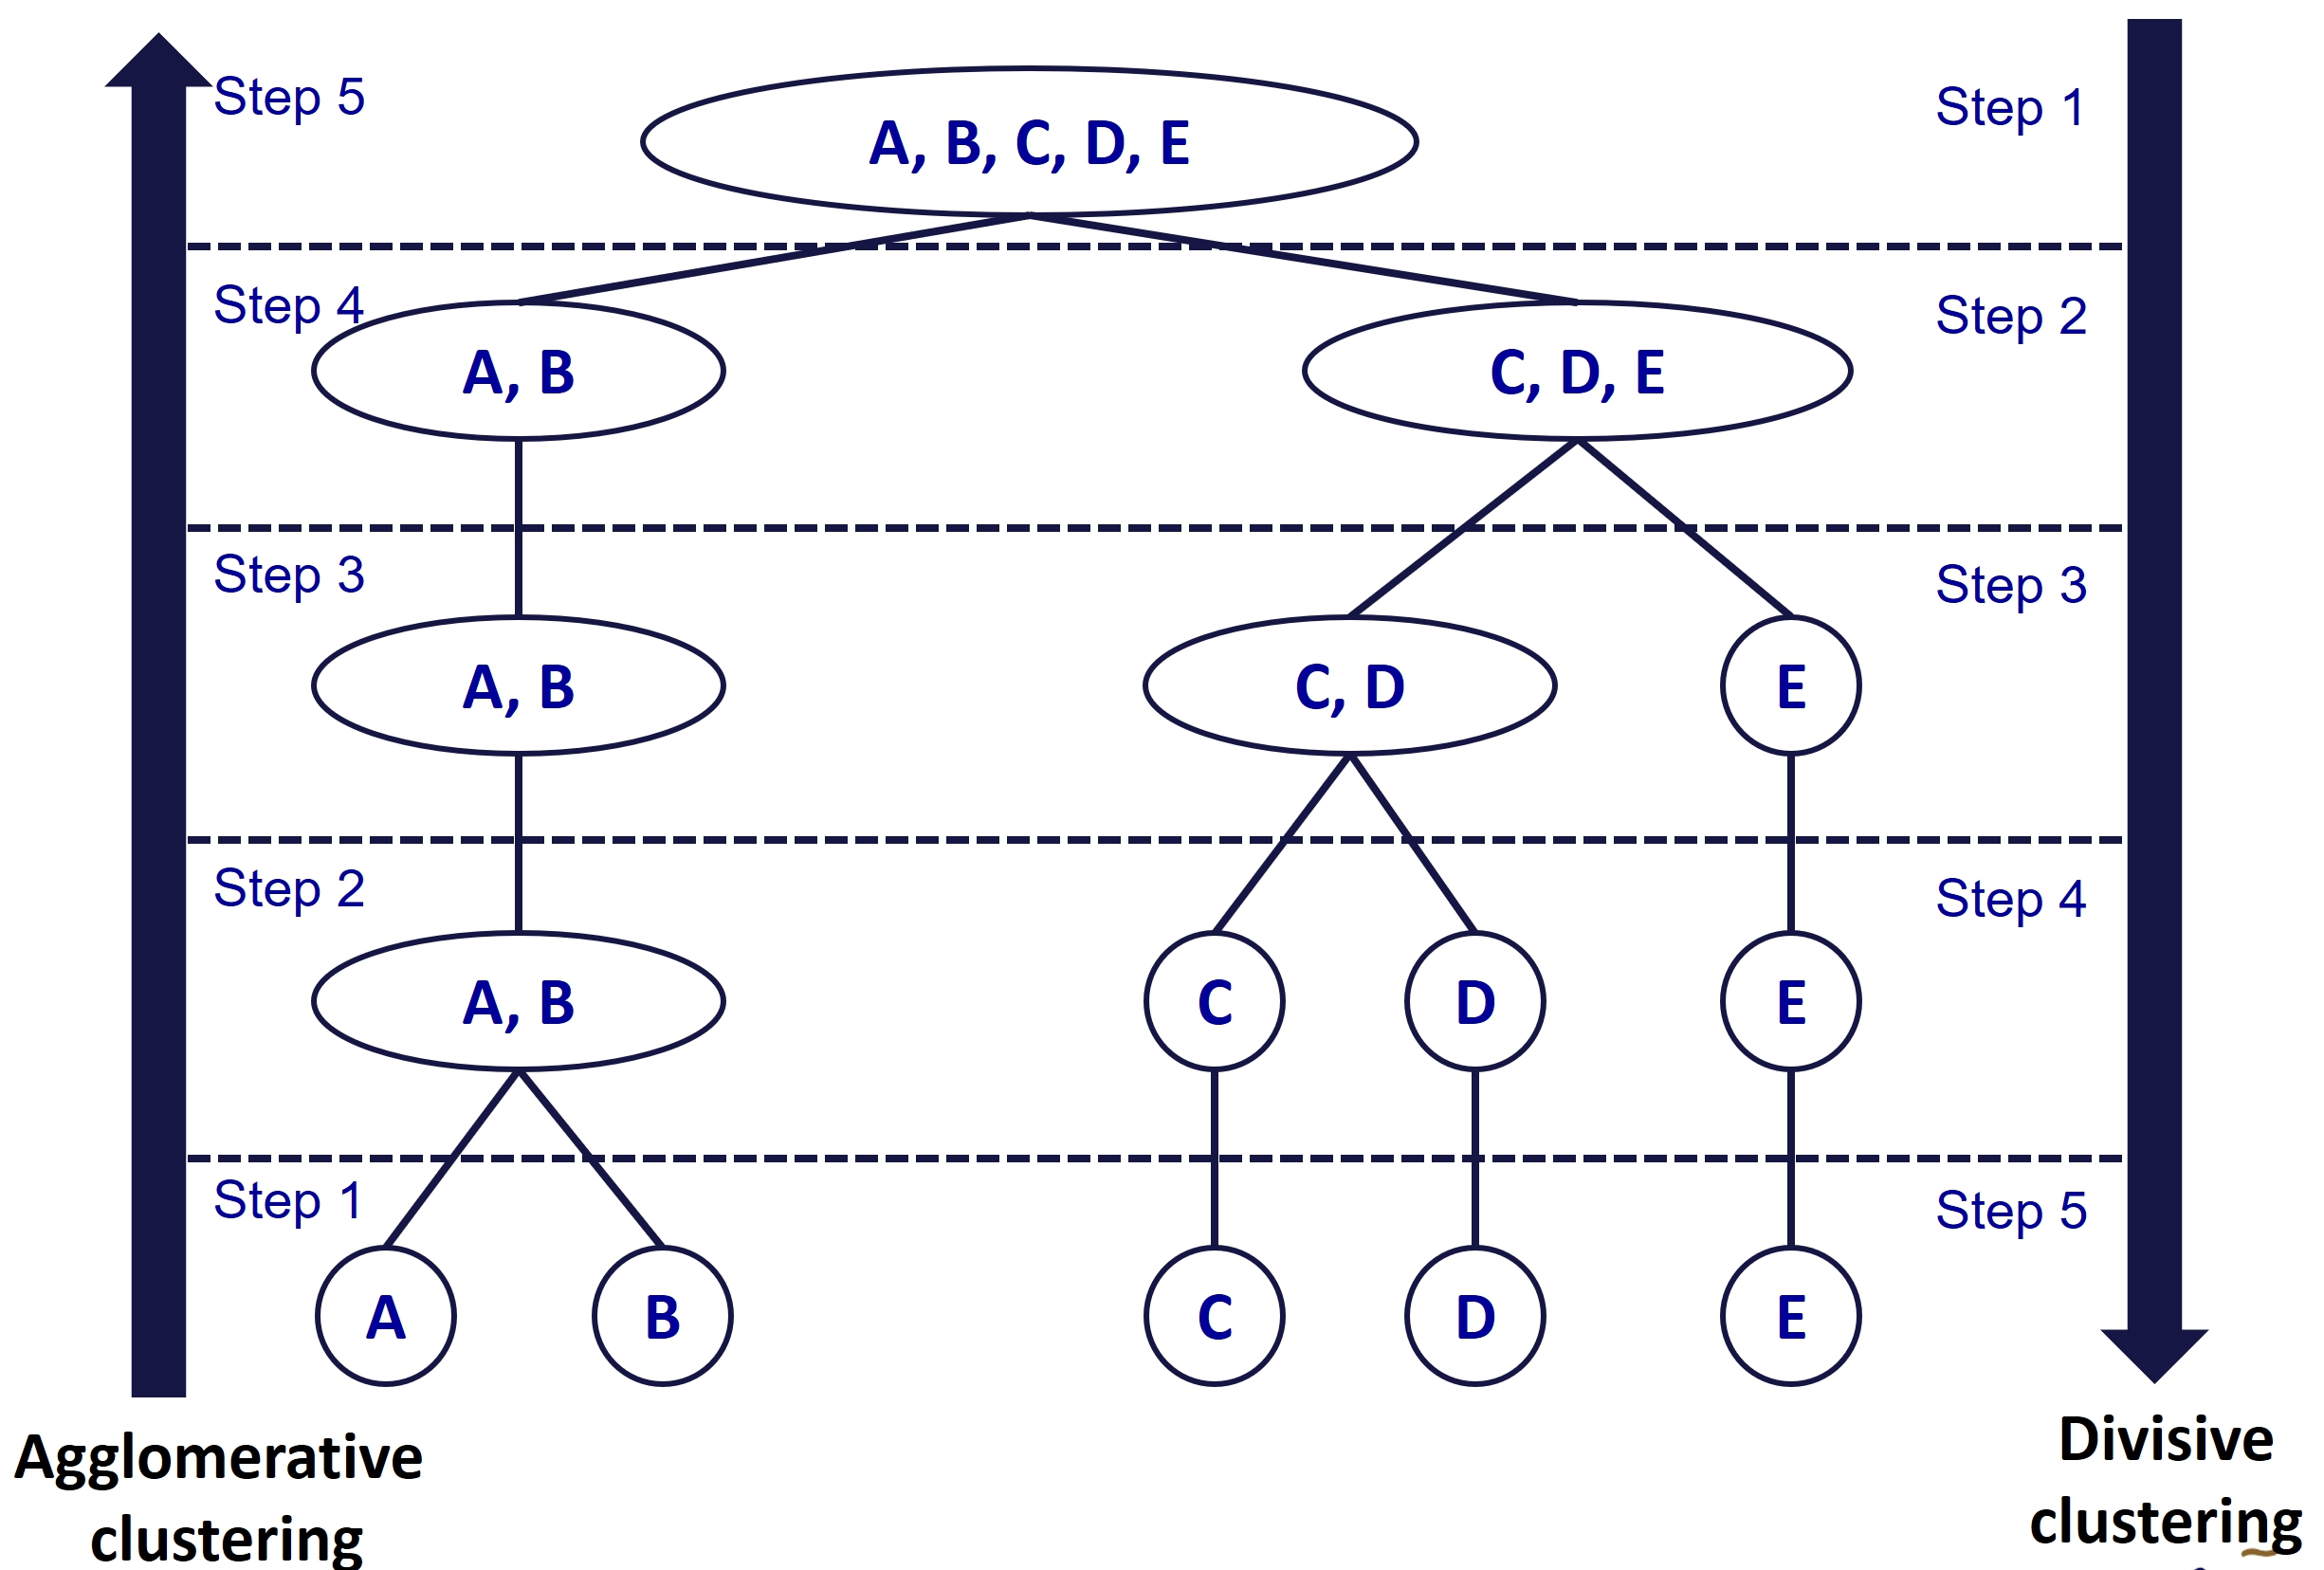 Step 5
A, B, C, D, E
Step 1
Step 4
A, B
C, D, E
Step 2
Step 3
A, B
C, D
E
Step 3
Step 2
A, B
C
D
E
Step 4
Step 1
A
B
C
D
E
Step 5
Agglomerative
clustering
Divisive
clustering